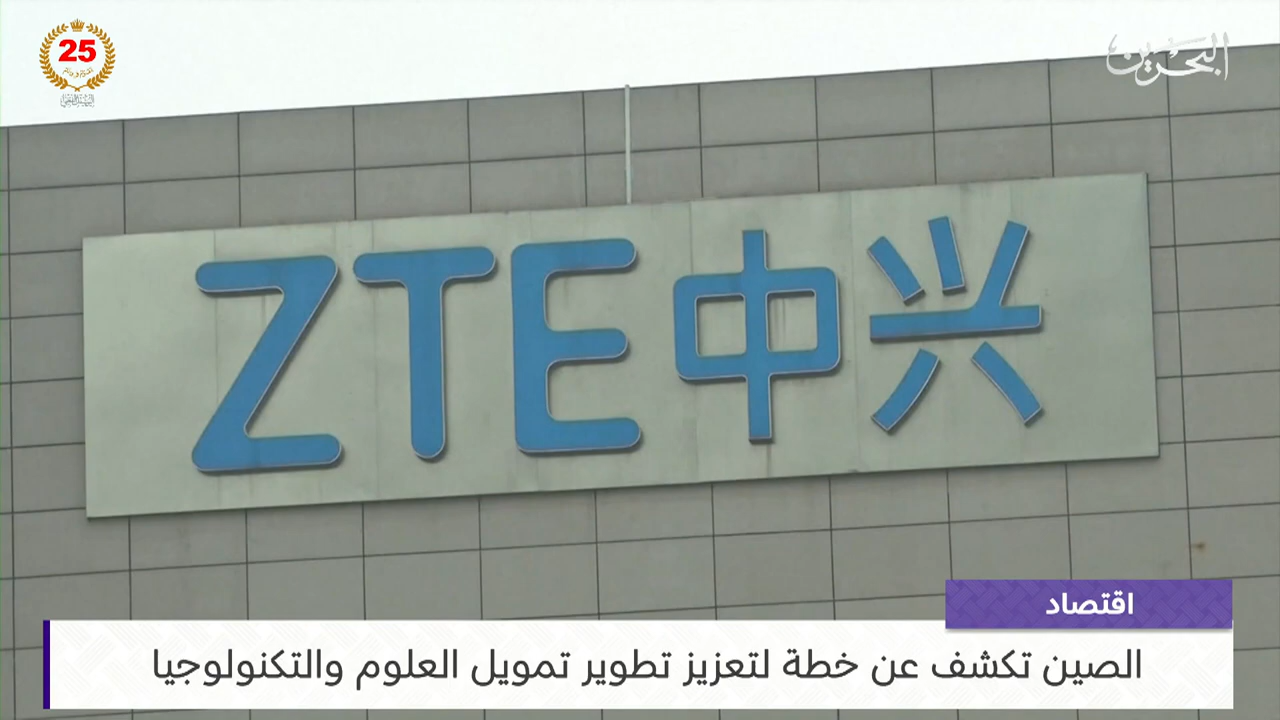 25
البحرين
ZTE中兴
اقتصاد
الصين تكشف عن خطة لتعزيز تطوير تمويل العلوم والتكنولوجيا